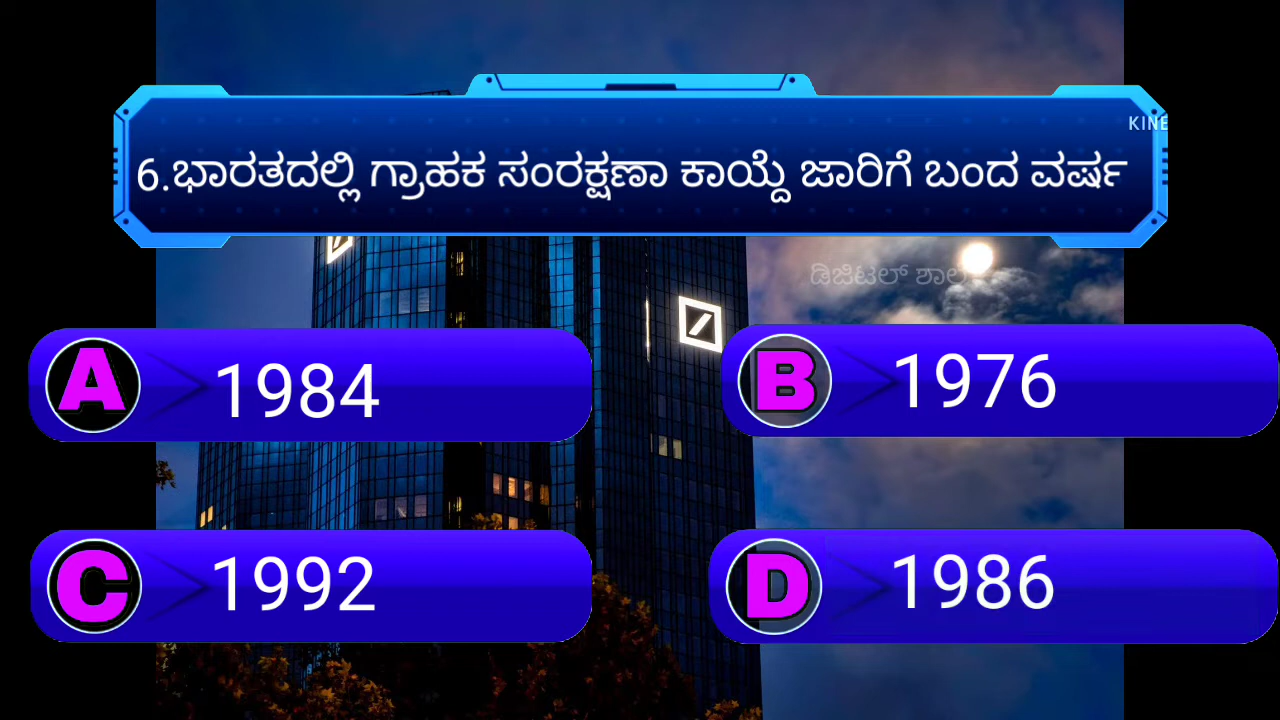 KINE
6.ಭಾರತದಲ್ಲಿ ಗ್ರಾಹಕ ಸಂರಕ್ಷಣಾ ಕಾಯ್ದೆ ಜಾರಿಗೆ ಬಂದ ವರ್ಷ
ಡಿಜಿಟಲ್ ಶಾಲ
A 1984
B 1976
C 1992
D 1986